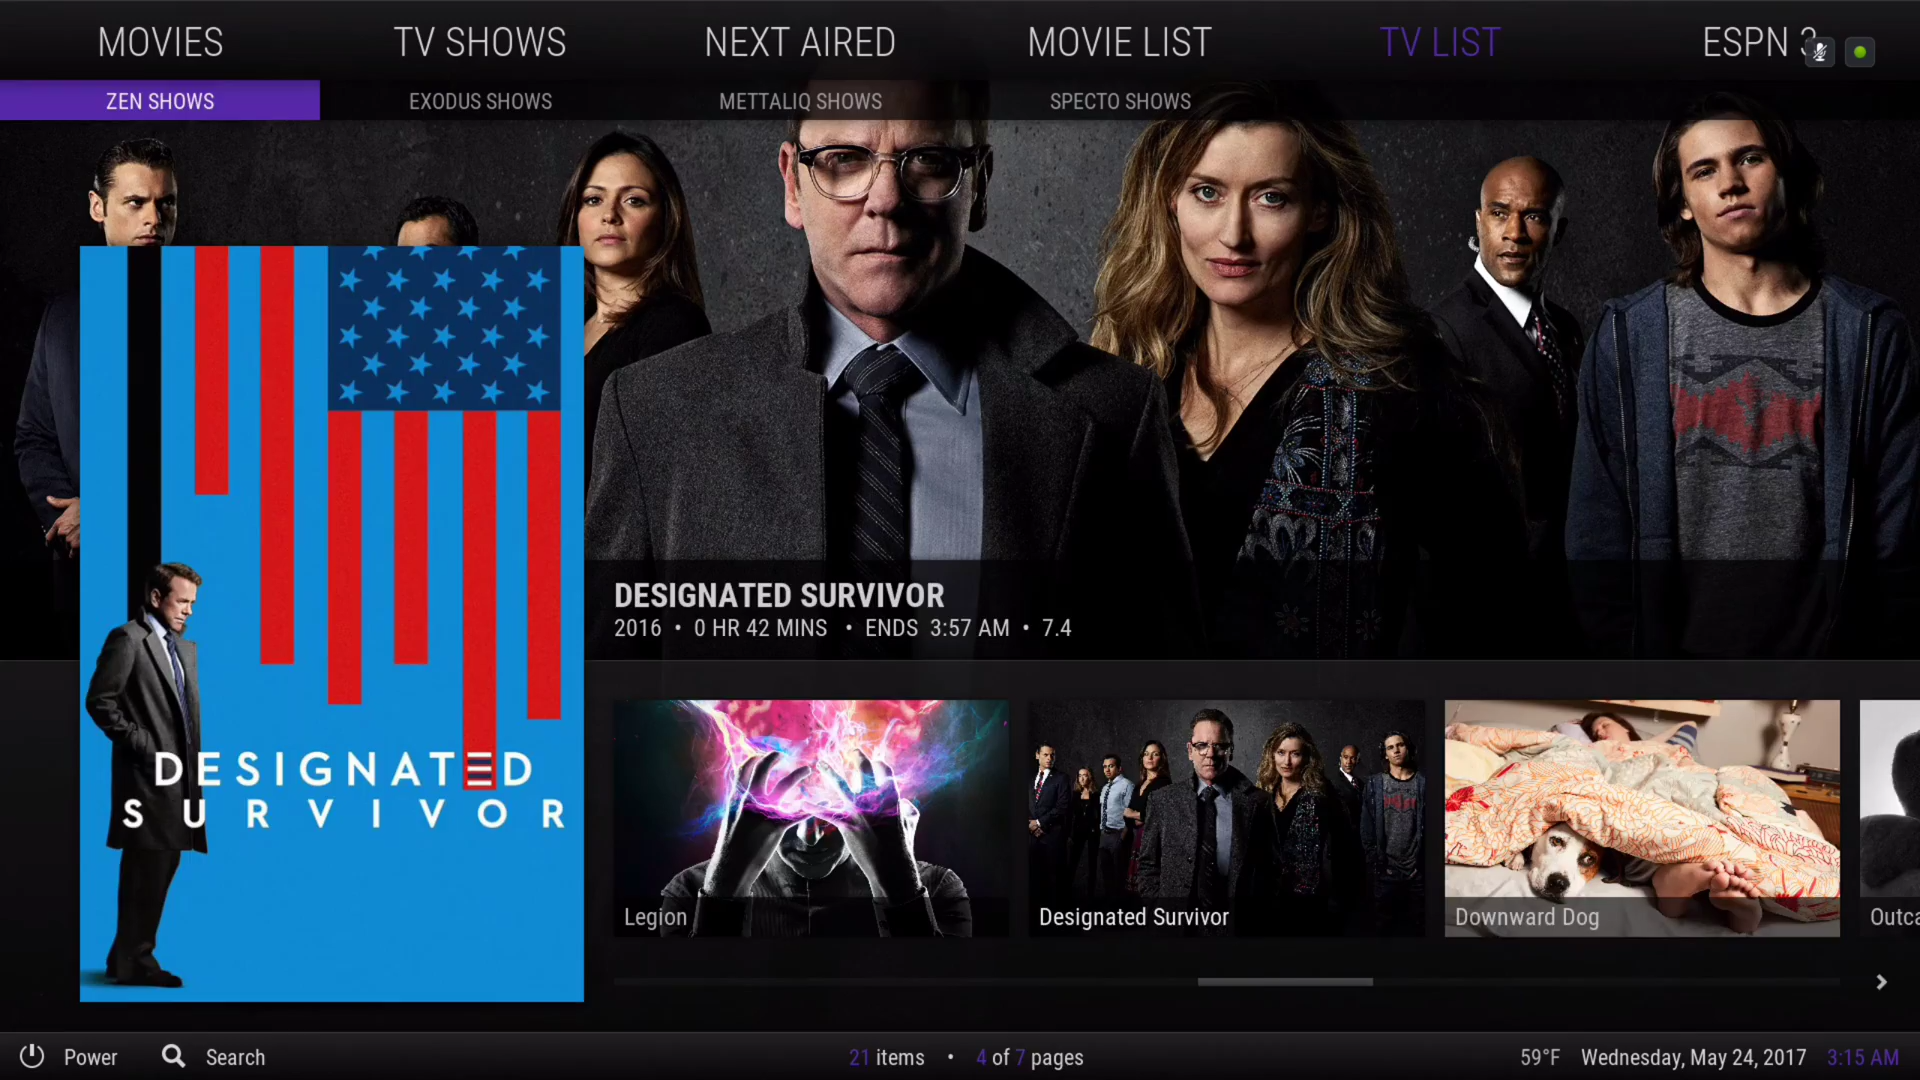 MOVIES
TV SHOWS
NEXT AIRED
MOVIE LIST
TV LIST
ESPN 3
ZEN SHOWS
EXODUS SHOWS
METTALIQ SHOWS
SPECTO SHOWS
DESIGNATED
SURVIVOR
DESIGNATED SURVIVOR
2016 • 0 HR 42 MINS • ENDS 3:57 AM • 7.4
Legion
Designated Survivor
Downward Dog
Outca
Power
Search
21 items • 4 of 7 pages
59°F Wednesday, May 24, 2017 3:15 AM